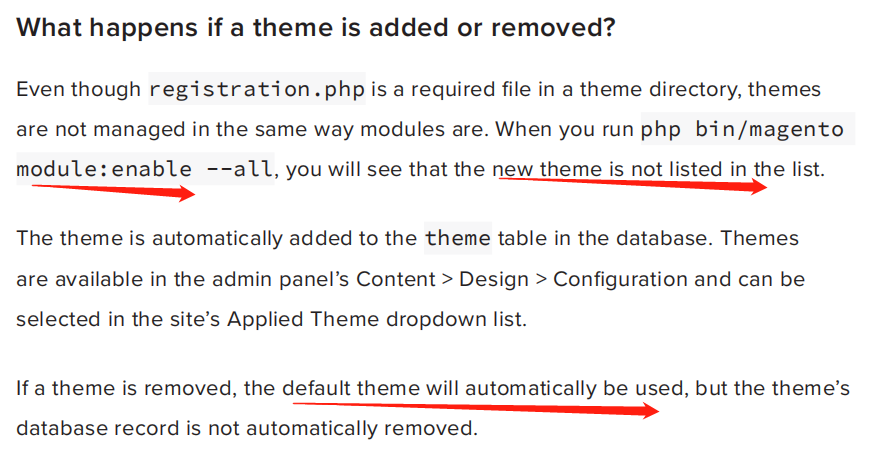 What happens if a theme is added or removed?
Even though registration.php is a required file in a theme directory, themes
are not managed in the same way modules are. When you run php bin/magento
module:enable --all, you will see that the new theme is not listed in the list.
The theme is automatically added to the theme table in the database. Themes
are available in the admin panel’s Content > Design > Configuration and can be
selected in the site’s Applied Theme dropdown list.
If a theme is removed, the default theme will automatically be used, but the theme’s
database record is not automatically removed.